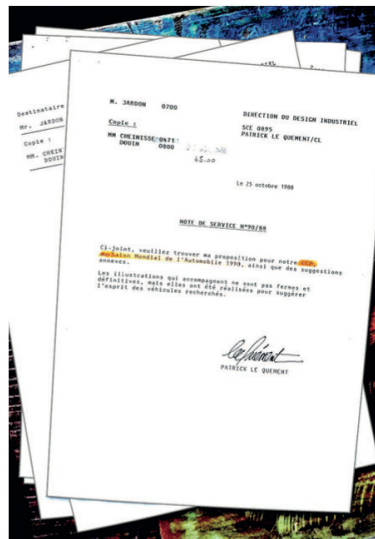 Destinataire
Mr. JARDON
Copie :
MM. CHEIN
DOUIN
M. JARDON 0700
DIRECTION DU DESIGN INDUSTRIEL
Copie :
SCE 0895
PATRICK LE QUEMENT/CL
MM CHEINISSE 0471
DOUIN 0800
Le 25 octobre 1988
NOTE DE SERVICE N°90/88
Ci-joint, veuillez trouver ma proposition pour notre
Salon Mondial de l'Automobile 1990, ainsi que des suggestions
annexes.
Les illustrations qui accompagnent ne sont pas fermes et
définitives, mais elles ont été réalisées pour suggérer
l'esprit des véhicules recherchés.
PATRICK LE QUEMENT